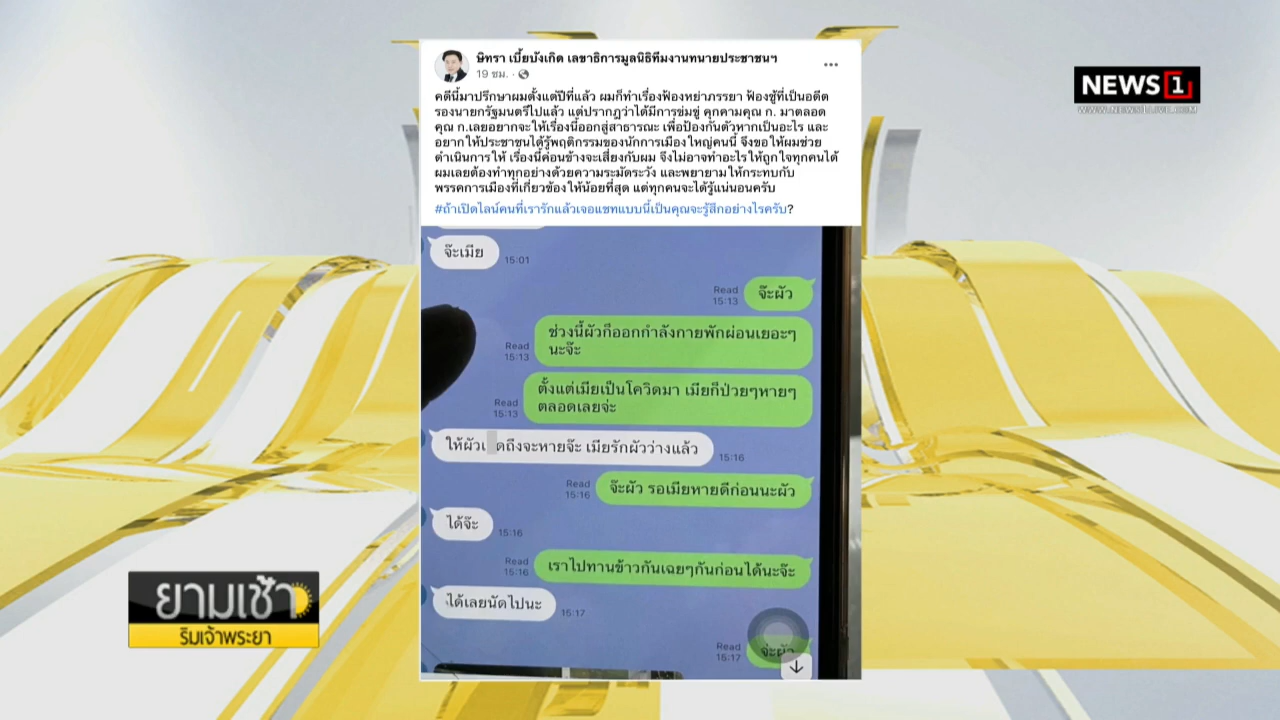 ษิทรา เบี้ยบังเกิด เลขาธิการมูลนิธิทีมงานทนายประชาชนฯ
19 ชม. ·
คดีนี้มาปรึกษาผมตั้งแต่ปีที่แล้ว ผมก็ทำเรื่องฟ้องหย่าภรรยา ฟ้องชู้ที่เป็นอดีต
รองนายกรัฐมนตรีไปแล้ว แต่ปรากฎว่าได้มีการข่มขู่ คุกคามคุณ ก. มาตลอด
คุณ ก.เลยอยากจะให้เรื่องนี้ออกสู่สาธารณะ เพื่อป้องกันตัวหากเป็นอะไร และ
อยากให้ประชาชนได้รู้พฤติกรรมของนักการเมืองใหญ่คนนี้ จึงขอให้ผมช่วย
ดำเนินการให้ เรื่องนี้ค่อนข้างจะเสี่ยงกับผม จึงไม่อาจทำอะไรให้ถูกใจทุกคนได้
ผมเลยต้องทำทุกอย่างด้วยความระมัดระวัง และพยายามให้กระทบกับ
พรรคการเมืองที่เกี่ยวข้องให้น้อยที่สุด แต่ทุกคนจะได้รู้แน่นอนครับ
#ถ้าเปิดไลน์คนที่เรารักแล้วเจอแชทแบบนี้เป็นคุณจะรู้สึกอย่างไรครับ?
NEWS 1
WWW.NEWS1LIVE.COM
จ๊ะเมีย
15:01
Read
15:13
จ๊ะผัว
ช่วงนี้ผัวก็ออกกำลังกายพักผ่อนเยอะๆ
นะจ๊ะ
Read
15:13
ตั้งแต่เมียเป็นโควิดมา เมียก็ป่วยๆหายๆ
ตลอดเลยจ่ะ
Read
15:13
ให้ผัวเ ดถึงจะหายจ๊ะ เมียรักผัวว่างแล้ว
15:16
Read
15:16
จ๊ะผัว รอเมียหายดีก่อนนะผัว
ได้จ๊ะ
15:16
Read
15:16
เราไปทานข้าวกันเฉยๆกันก่อนได้นะจ๊ะ
ได้เลยนัดไปนะ
15:17
Read
15:17
จ่ะผัว
ยามเช้า
ริมเจ้าพระยา